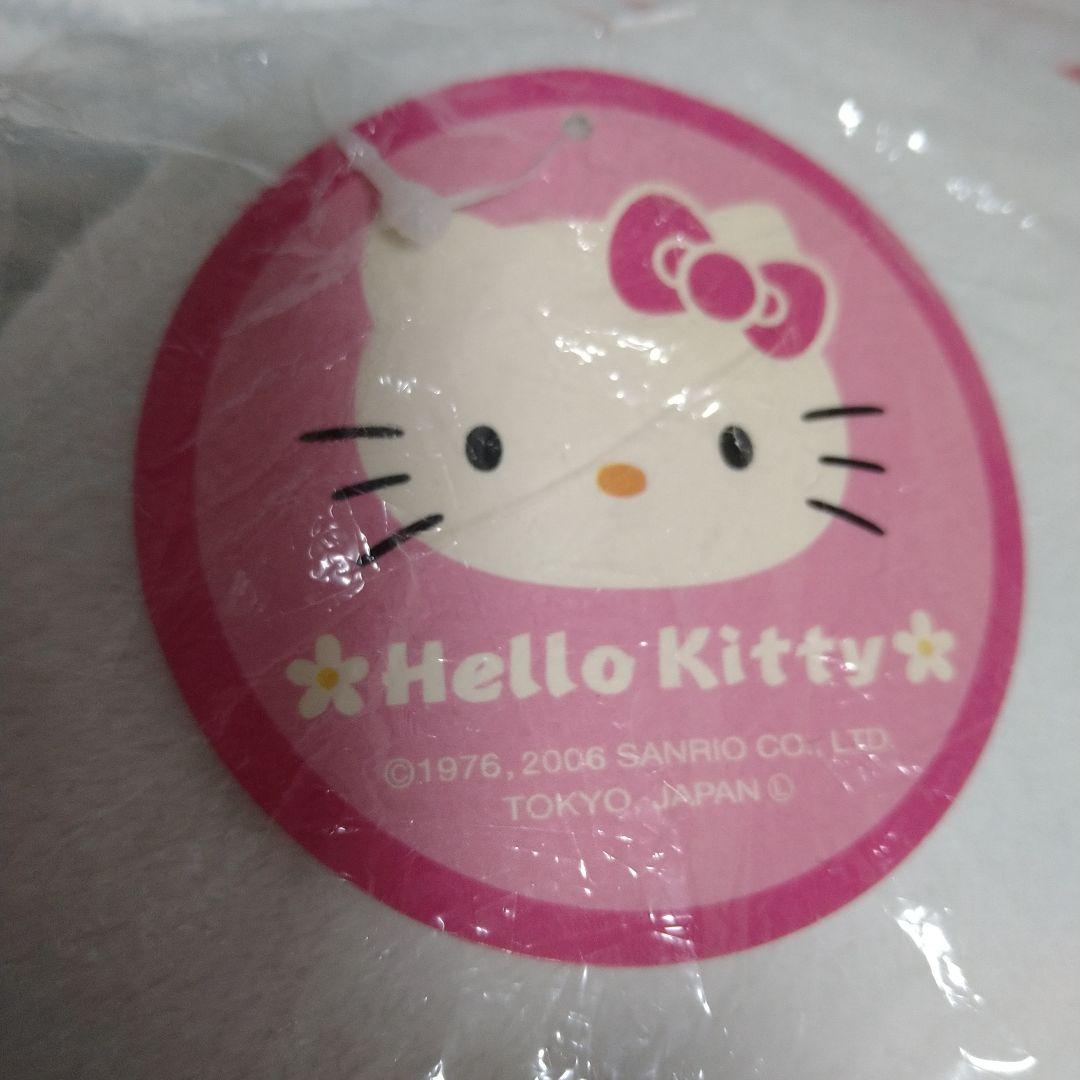 Hello Kitty
©1976, 2006 SANRIO CO., LTD.
TOKYO, JAPAN Ⓛ